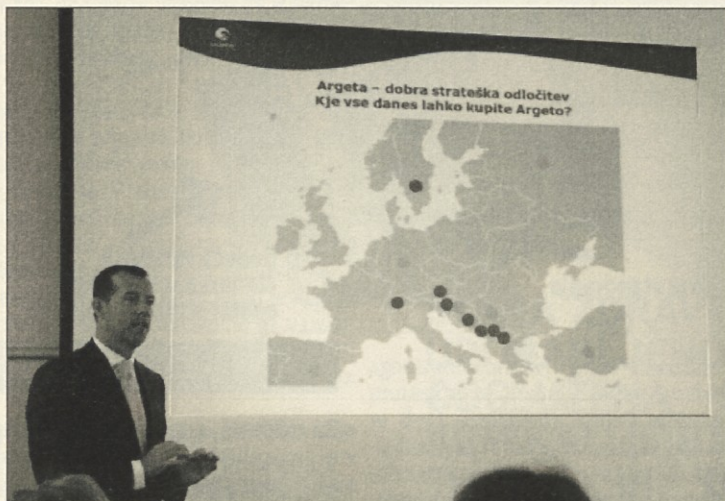 Argeta – dobra strateška odločitev
Kje vse danes lahko kupite Argeto?